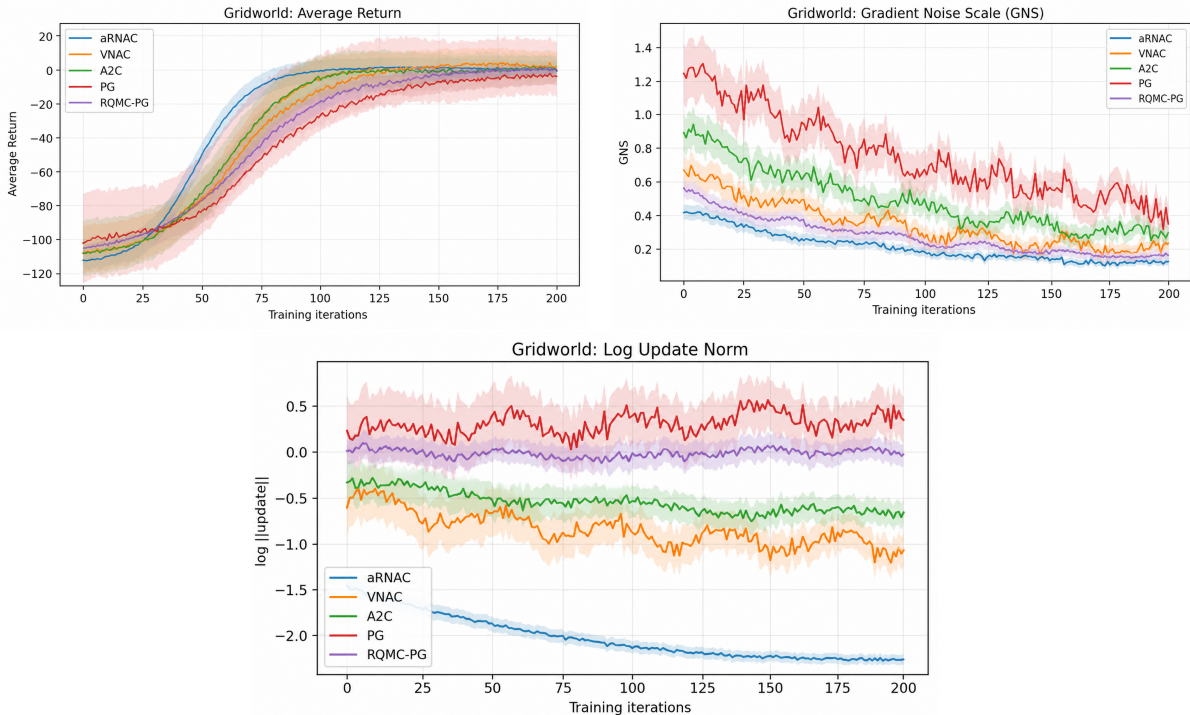 Gridworld: Average Return
Average Return
20
0
−20
−40
−60
−80
−100
−120
aRNAC
VNAC
A2C
PG
RQMC-PG
0 25 50 75 100 125 150 175 200
Training iterations
Gridworld: Gradient Noise Scale (GNS)
GNS
1.4
1.2
1.0
0.8
0.6
0.4
0.2
aRNAC
VNAC
A2C
PG
RQMC-PG
0 25 50 75 100 125 150 175 200
Training iterations
Gridworld: Log Update Norm
log ||update||
0.5
0.0
−0.5
−1.0
−1.5
−2.0
aRNAC
VNAC
A2C
PG
RQMC-PG
0 25 50 75 100 125 150 175 200
Training iterations